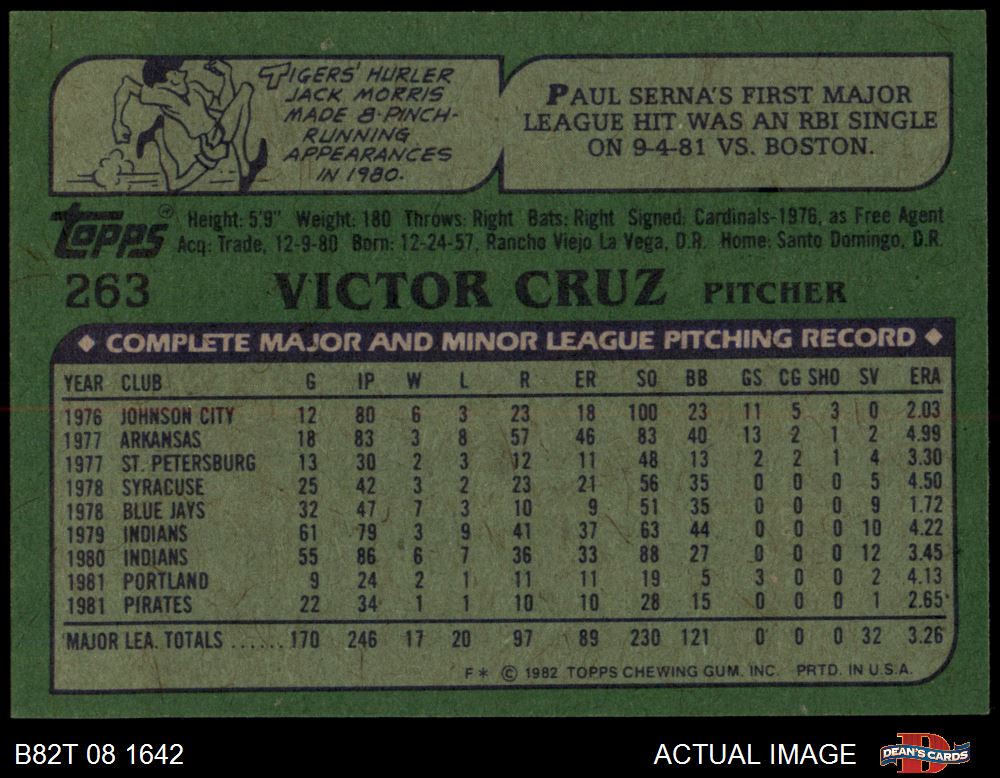 TIGERS' HURLER
JACK MORRIS
MADE 8-PINCH-
RUNNING
APPEARANCES
IN 1980.
PAUL SERNA'S FIRST MAJOR
LEAGUE HIT WAS AN RBI SINGLE
ON 9-4-81 VS. BOSTON.
Topps® Height: 5'9" Weight: 180 Throws: Right Bats: Right Signed: Cardinals-1976, as Free Agent
Acq: Trade, 12-9-80 Born: 12-24-57, Rancho Viejo La Vega, D.R. Home: Santo Domingo, D.R.
263 VICTOR CRUZ PITCHER
◆ COMPLETE MAJOR AND MINOR LEAGUE PITCHING RECORD ◆
YEAR CLUB G IP W L R ER SO BB GS CG SHO SV ERA
1976 JOHNSON CITY 12 80 6 3 23 18 100 23 11 5 3 0 2.03
1977 ARKANSAS 18 83 3 8 57 46 83 40 13 2 1 2 4.99
1977 ST. PETERSBURG 13 30 2 3 12 11 48 13 2 2 1 4 3.30
1978 SYRACUSE 25 42 3 2 23 21 56 35 0 0 0 5 4.50
1978 BLUE JAYS 32 47 7 3 10 9 51 35 0 0 0 9 1.72
1979 INDIANS 61 79 3 9 41 37 63 44 0 0 0 10 4.22
1980 INDIANS 55 86 6 7 36 33 88 27 0 0 0 12 3.45
1981 PORTLAND 9 24 2 1 11 11 19 5 3 0 0 2 4.13
1981 PIRATES 22 34 1 1 10 10 28 15 0 0 0 1 2.65
MAJOR LEA. TOTALS ...... 170 246 17 20 97 89 230 121 0 0 0 32 3.26
F* © 1982 TOPPS CHEWING GUM, INC. PRTD. IN U.S.A.
B82T 08 1642 ACTUAL IMAGE DEAN'S CARDS